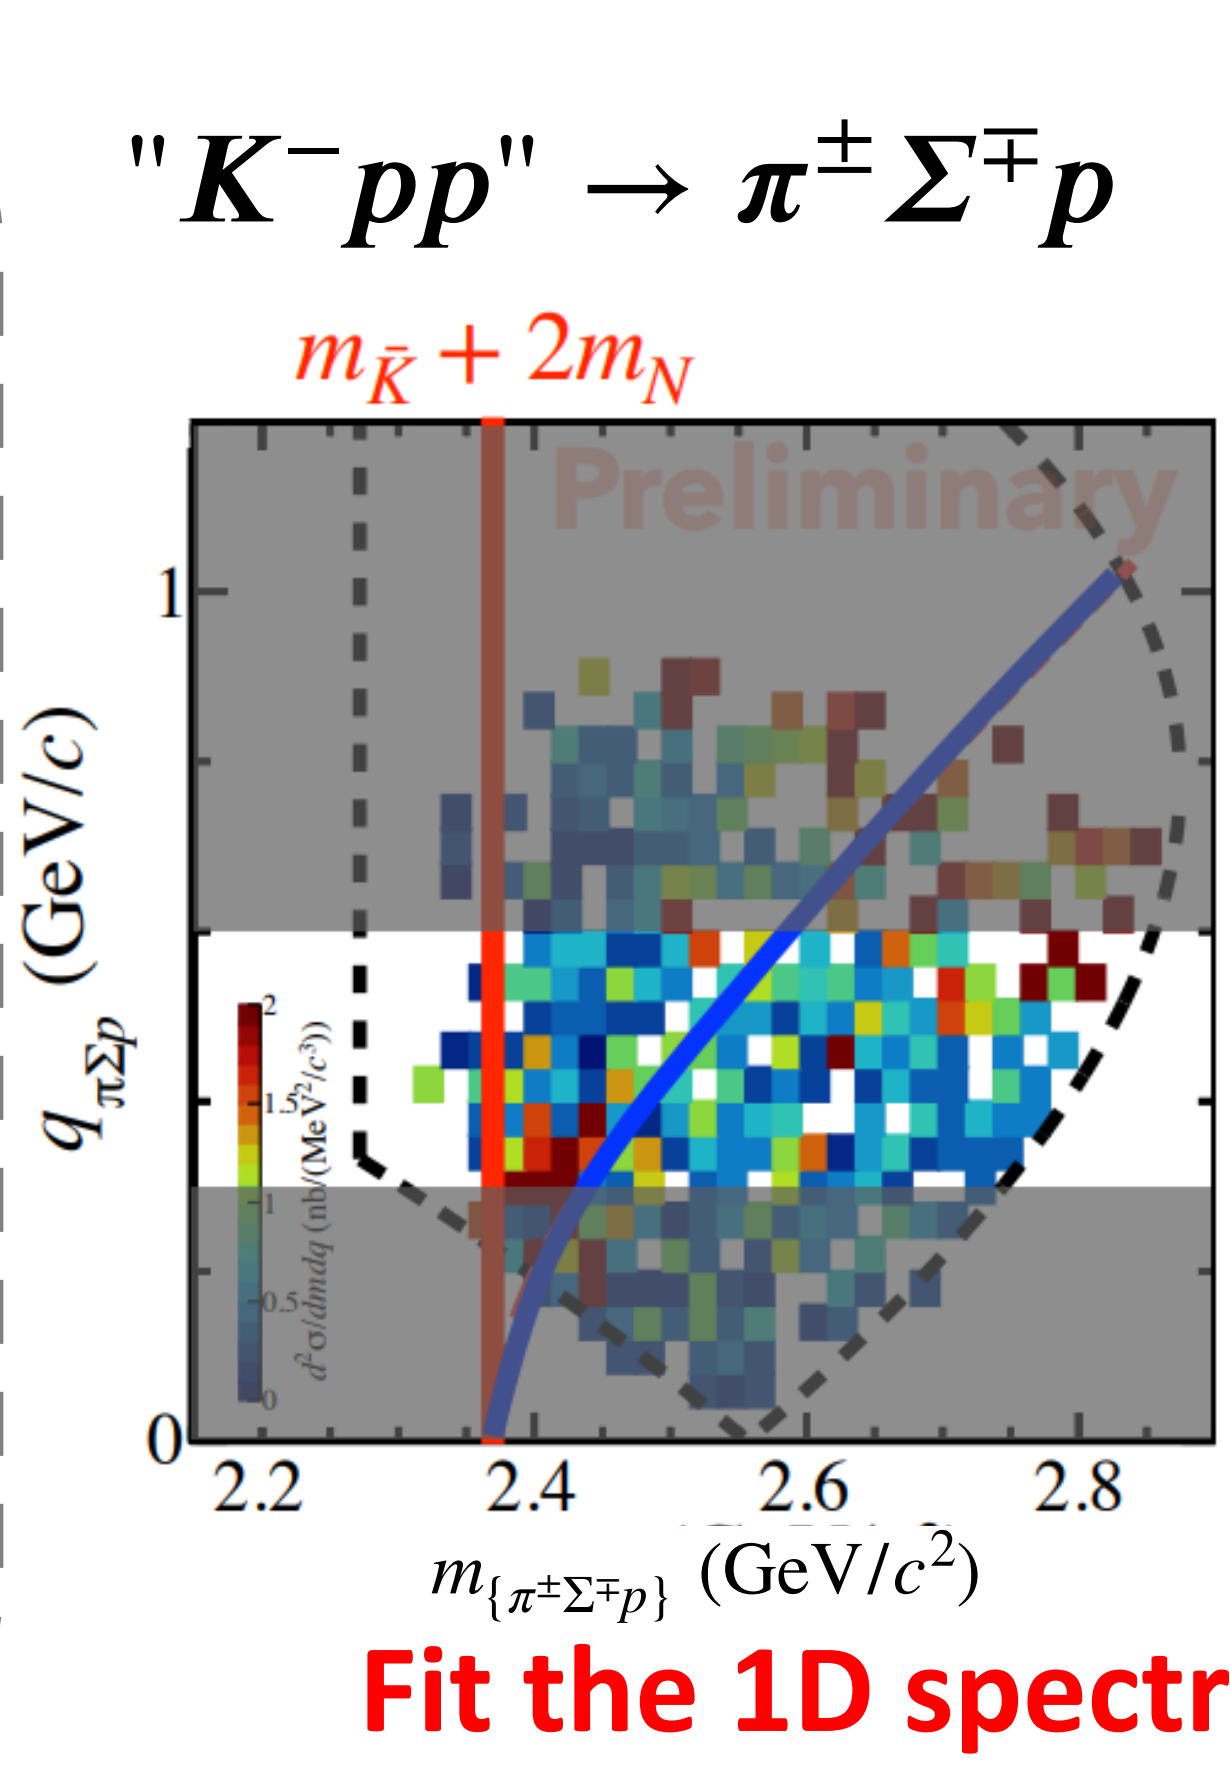 "K⁻pp" → π^±Σ^∓p
m_K̄ + 2m_N
Preliminary
1
q_πΣp (GeV/c)
2
1.5
1
0.5
0
d²σ/dmdq (nb/(MeV²/c³))
0
2.2 2.4 2.6 2.8
m_{π^±Σ^∓p} (GeV/c²)
Fit the 1D spectr